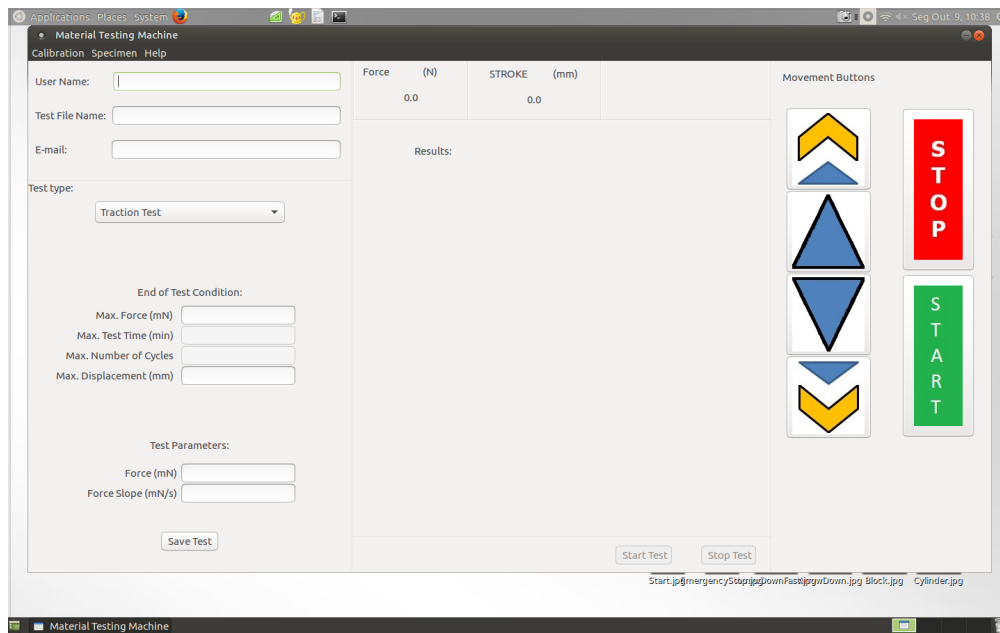 Applications Places System
Seg Out 9, 10:38
Material Testing Machine
Calibration Specimen Help
User Name:
Test File Name:
E-mail:
Test type:
Traction Test
End of Test Condition:
Max. Force (mN)
Max. Test Time (min)
Max. Number of Cycles
Max. Displacement (mm)
Test Parameters:
Force (mN)
Force Slope (mN/s)
Save Test
Force (N)
0.0
STROKE (mm)
0.0
Results:
Start Test
Stop Test
Movement Buttons
STOP
START
Block.jpg
Cylinder.jpg
Material Testing Machine